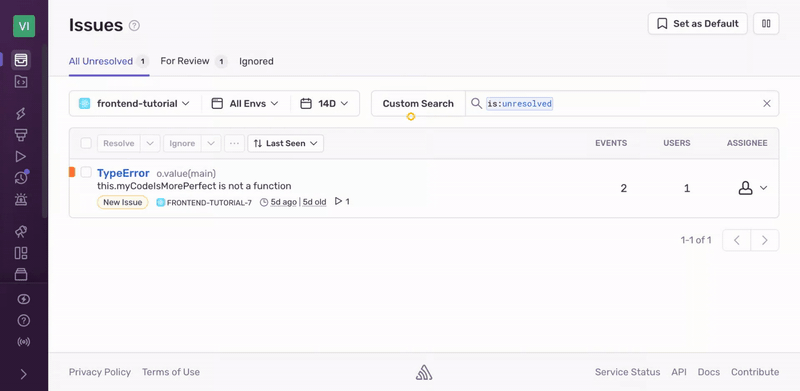 VI
Issues
Set as Default
All Unresolved 1
For Review 1
Ignored
frontend-tutorial
All Envs
14D
Custom Search
is:unresolved
Resolve
Ignore
Last Seen
EVENTS
USERS
ASSIGNEE
TypeError o.value(main)
this.myCodeIsMorePerfect is not a function
2
1
New Issue
FRONTEND-TUTORIAL-7
5d ago | 5d old
1
1-1 of 1
Privacy Policy
Terms of Use
Service Status
API
Docs
Contribute